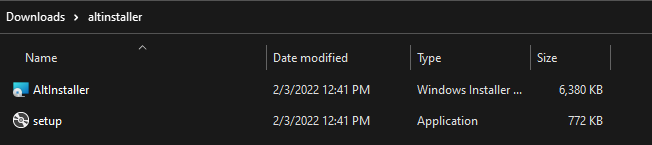 Downloads > altinstaller
Name Date modified Type Size
AltInstaller 2/3/2022 12:41 PM Windows Installer ... 6,380 KB
setup 2/3/2022 12:41 PM Application 772 KB